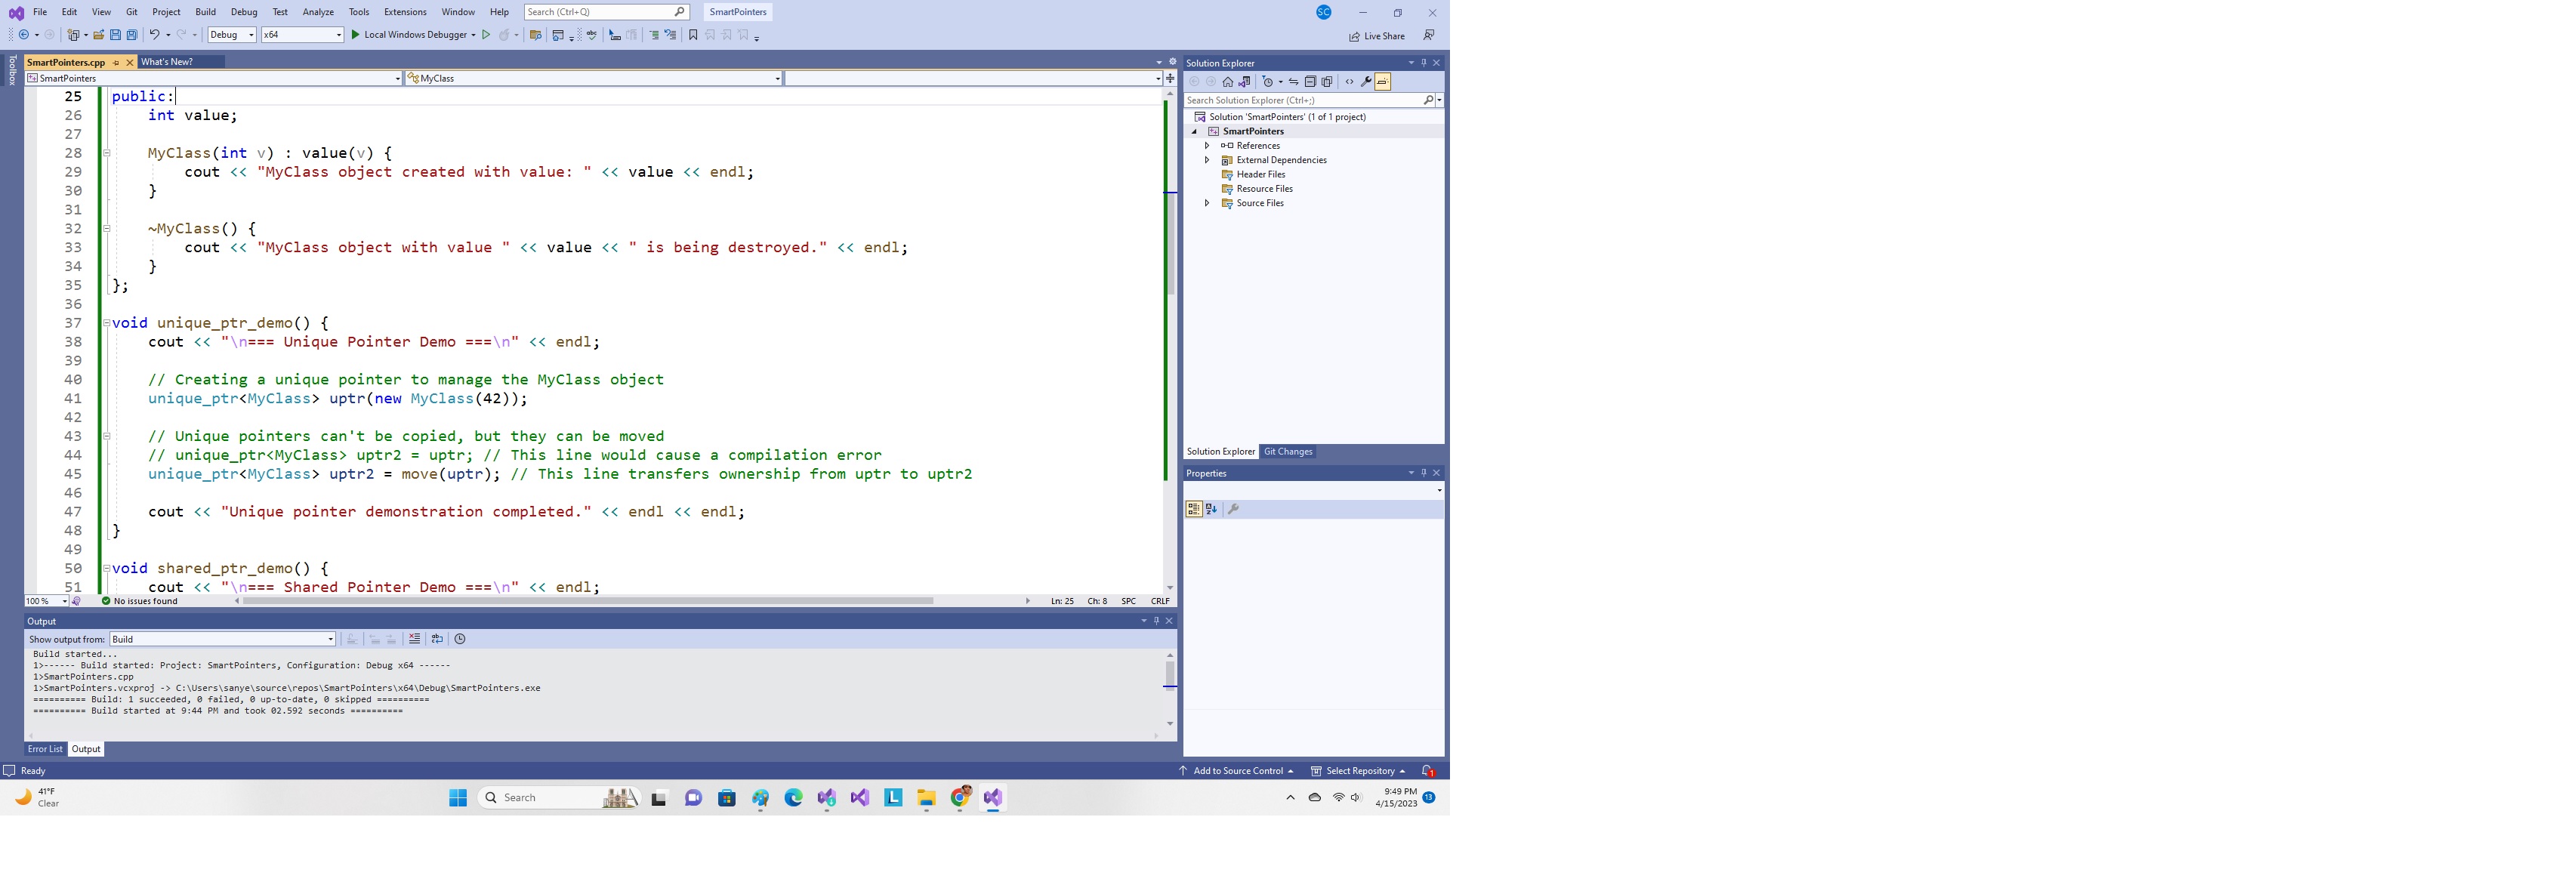 File Edit View Git Project Build Debug Test Analyze Tools Extensions Window Help Search (Ctrl+Q) SmartPointers SC
Debug x64 Local Windows Debugger Live Share
Toolbox
SmartPointers.cpp What's New?
SmartPointers MyClass
25 public:
26 int value;
27
28 MyClass(int v) : value(v) {
29 cout << "MyClass object created with value: " << value << endl;
30 }
31
32 ~MyClass() {
33 cout << "MyClass object with value " << value << " is being destroyed." << endl;
34 }
35 };
36
37 void unique_ptr_demo() {
38 cout << "\n=== Unique Pointer Demo ===\n" << endl;
39
40 // Creating a unique pointer to manage the MyClass object
41 unique_ptr<MyClass> uptr(new MyClass(42));
42
43 // Unique pointers can't be copied, but they can be moved
44 // unique_ptr<MyClass> uptr2 = uptr; // This line would cause a compilation error
45 unique_ptr<MyClass> uptr2 = move(uptr); // This line transfers ownership from uptr to uptr2
46
47 cout << "Unique pointer demonstration completed." << endl << endl;
48 }
49
50 void shared_ptr_demo() {
51 cout << "\n=== Shared Pointer Demo ===\n" << endl;
100 % No issues found Ln: 25 Ch: 8 SPC CRLF
Output
Show output from: Build
Build started...
1>------ Build started: Project: SmartPointers, Configuration: Debug x64 ------
1>SmartPointers.cpp
1>SmartPointers.vcxproj -> C:\Users\sanye\source\repos\SmartPointers\x64\Debug\SmartPointers.exe
========== Build: 1 succeeded, 0 failed, 0 up-to-date, 0 skipped ==========
========== Build started at 9:44 PM and took 02.592 seconds ==========
Error List Output
Solution Explorer
Search Solution Explorer (Ctrl+;)
Solution 'SmartPointers' (1 of 1 project)
SmartPointers
References
External Dependencies
Header Files
Resource Files
Source Files
Solution Explorer Git Changes
Properties
Ready Add to Source Control Select Repository 1
41°F
Clear
Search
L
9:49 PM
4/15/2023
13